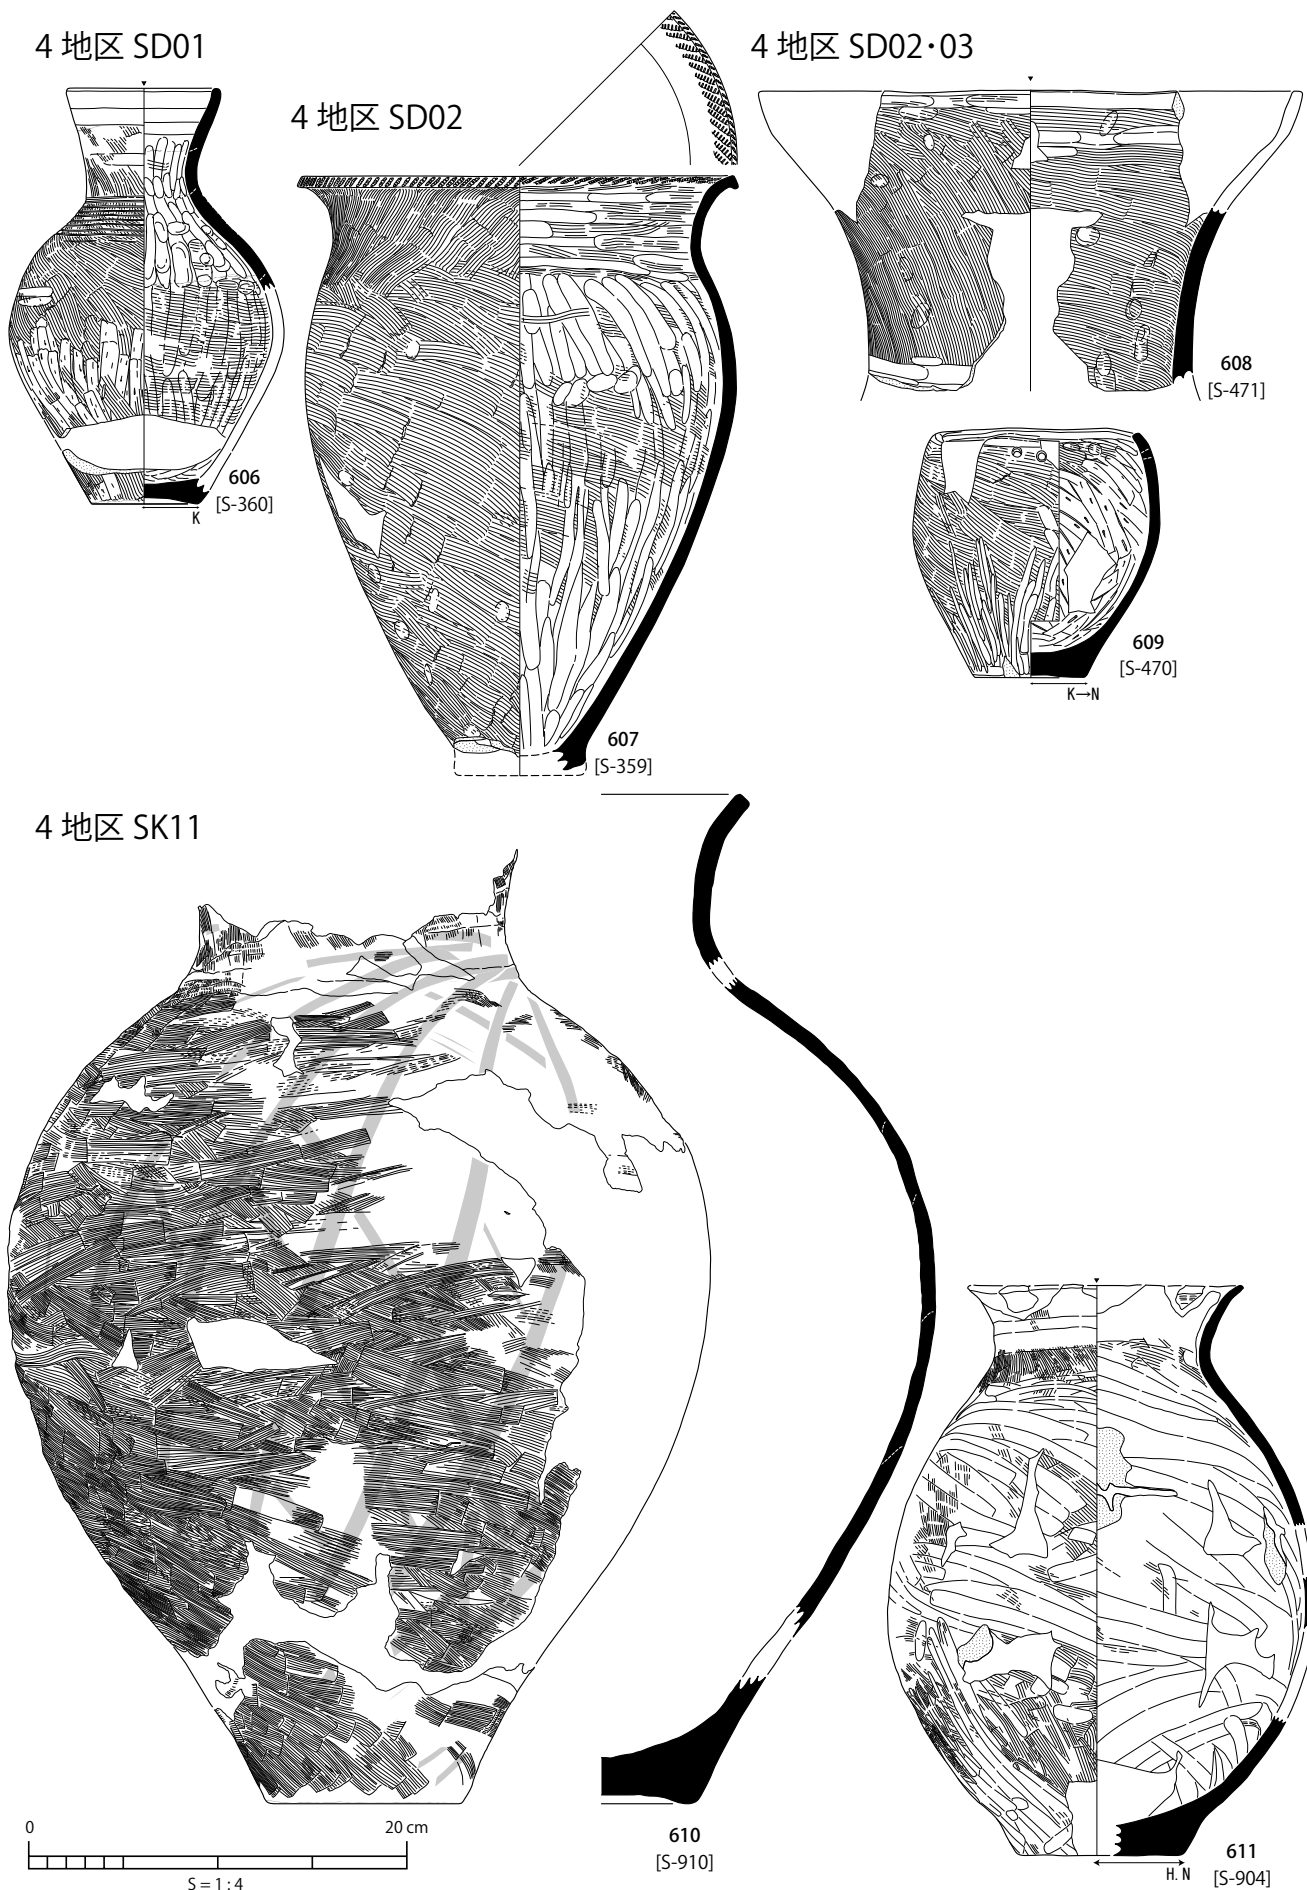 4 地区 SD01
4 地区 SD02
4 地区 SD02・03
606
[S-360]
K
607
[S-359]
608
[S-471]
609
[S-470]
K→N
4 地区 SK11
610
[S-910]
611
[S-904]
H. N
0 20 cm
S = 1 : 4